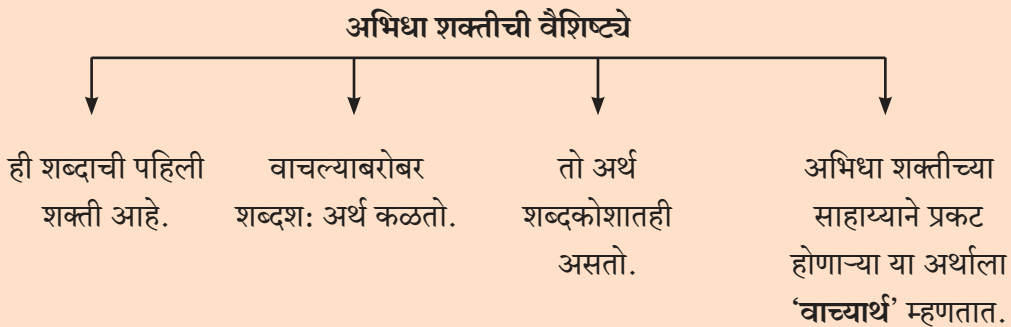 अभिधा शक्तीची वैशिष्ट्ये
ही शब्दाची पहिली
शक्ती आहे.
वाचल्याबरोबर
शब्दश: अर्थ कळतो.
तो अर्थ
शब्दकोशातही
असतो.
अभिधा शक्तीच्या
साहाय्याने प्रकट
होणाऱ्या या अर्थाला
‘वाच्यार्थ’ म्हणतात.